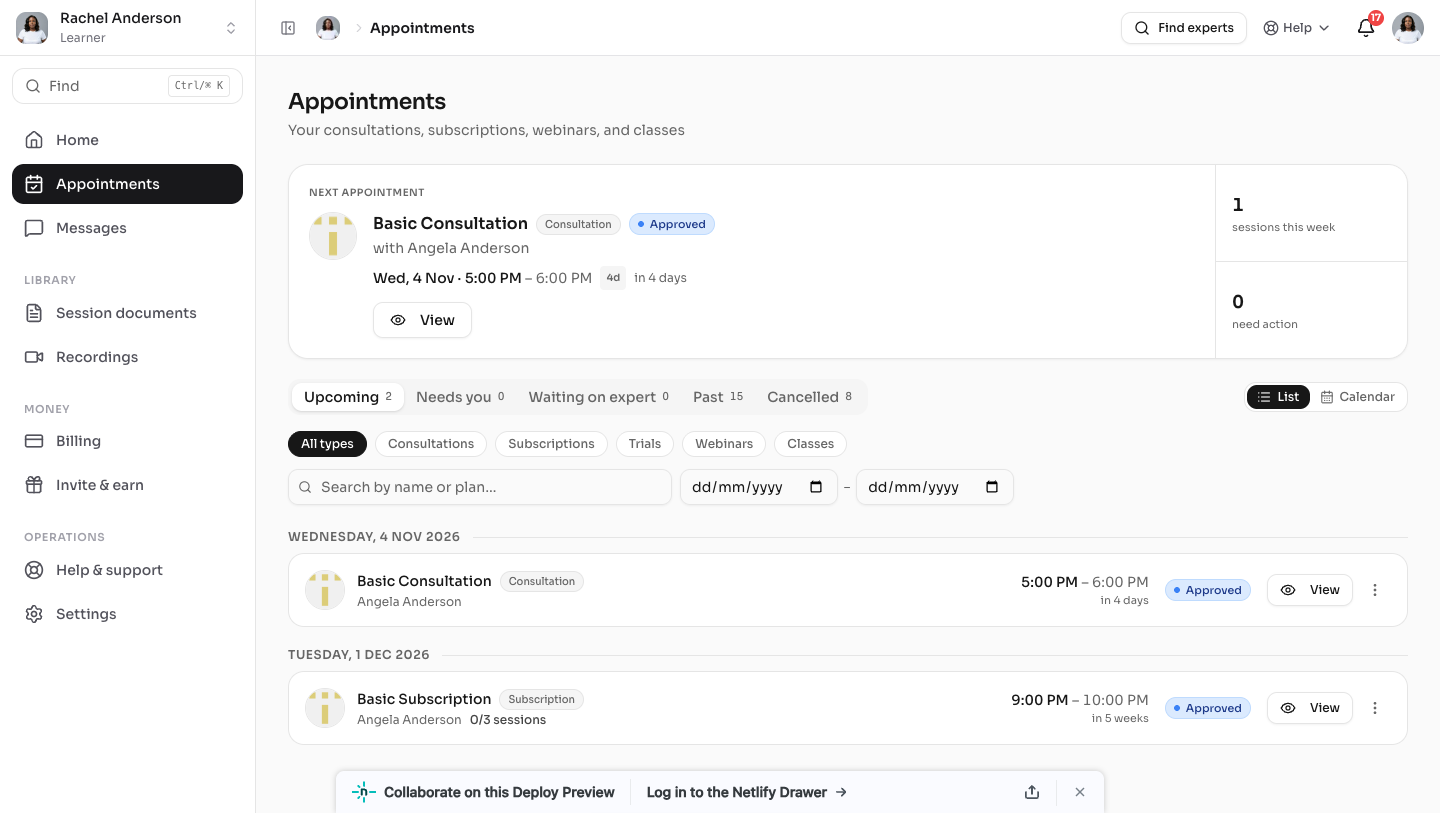 Rachel Anderson
Learner
Appointments
Find experts
Help
17
Find
Ctrl/⌘ K
Home
Appointments
Messages
LIBRARY
Session documents
Recordings
MONEY
Billing
Invite & earn
OPERATIONS
Help & support
Settings
Appointments
Your consultations, subscriptions, webinars, and classes
NEXT APPOINTMENT
Basic Consultation Consultation Approved
with Angela Anderson
Wed, 4 Nov · 5:00 PM – 6:00 PM 4d in 4 days
View
1
sessions this week
0
need action
Upcoming 2 Needs you 0 Waiting on expert 0 Past 15 Cancelled 8
List Calendar
All types Consultations Subscriptions Trials Webinars Classes
Search by name or plan... dd/mm/yyyy – dd/mm/yyyy
WEDNESDAY, 4 NOV 2026
Basic Consultation Consultation
Angela Anderson
5:00 PM – 6:00 PM
in 4 days
Approved
View
TUESDAY, 1 DEC 2026
Basic Subscription Subscription
Angela Anderson 0/3 sessions
9:00 PM – 10:00 PM
in 5 weeks
Approved
View
n
Collaborate on this Deploy Preview
Log in to the Netlify Drawer →